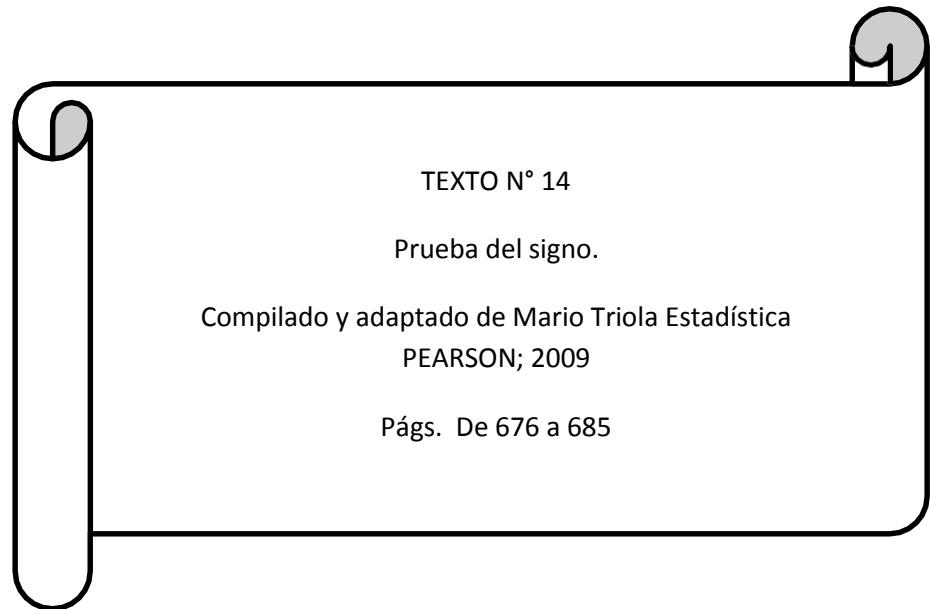 TEXTO N° 14
Prueba del signo.
Compilado y adaptado de Mario Triola Estadística
PEARSON; 2009
Págs. De 676 a 685